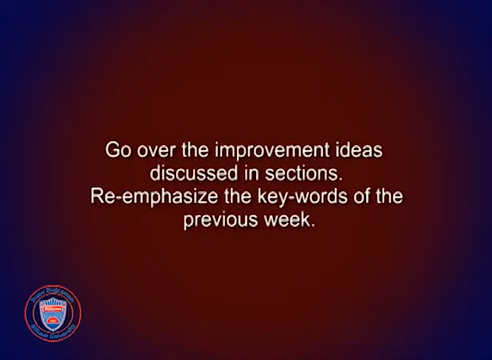 Go over the improvement ideas
discussed in sections.
Re-emphasize the key-words of the
previous week.